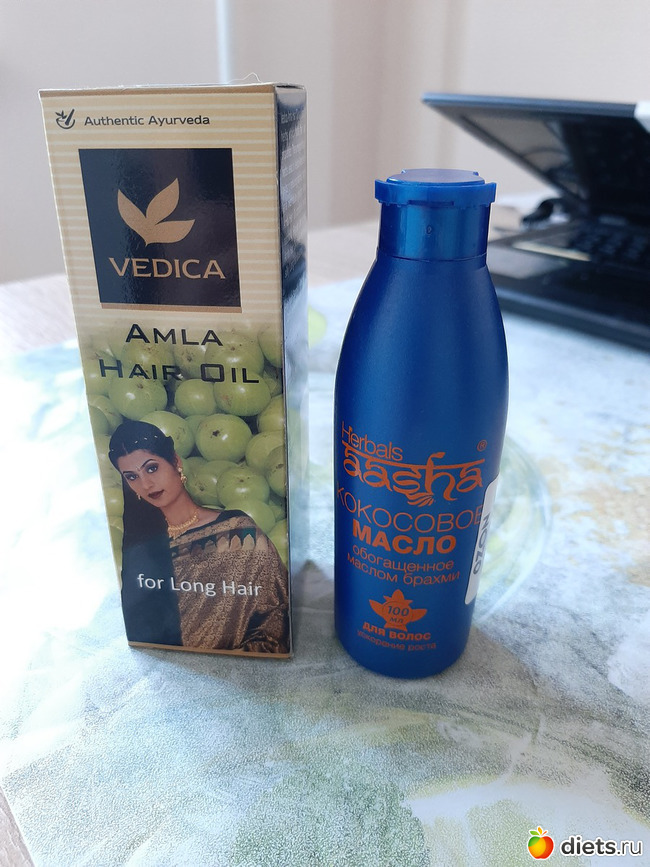 Authentic Ayurveda
VEDICA
AMLA
HAIR OIL
for Long Hair
Herbals
aasha®
КОКОСОВОЕ
МАСЛО
обогащенное
маслом брахми
100
мл
для волос
ускорение роста
diets.ru